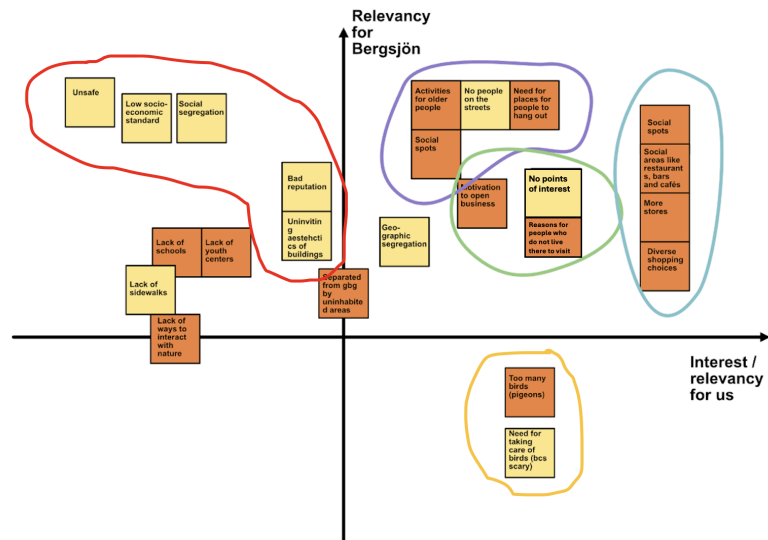 Relevancy
for
Bergsjön
Unsafe
Low socio-
economic
standard
Social
segregation
Activities
for older
people
No people
on the
streets
Need for
places for
people to
hang out
Social
spots
Social
spots
Social
areas like
restaurant
s, bars
and cafés
More
stores
Diverse
shopping
choices
Bad
reputation
Uninvitin
g
aestehcti
cs of
buildings
Motivation
to open
business
No points
of interest
Reasons for
people who
do not live
there to visit
Geo-
graphic
segregation
Lack of
schools
Lack of
youth
centers
Lack of
sidewalks
Separated
from gbg
by
uninhabite
d areas
Lack of
ways to
interact
with
nature
Interest /
relevancy
for us
Too many
birds
(pigeons)
Need for
taking
care of
birds (bcs
scary)